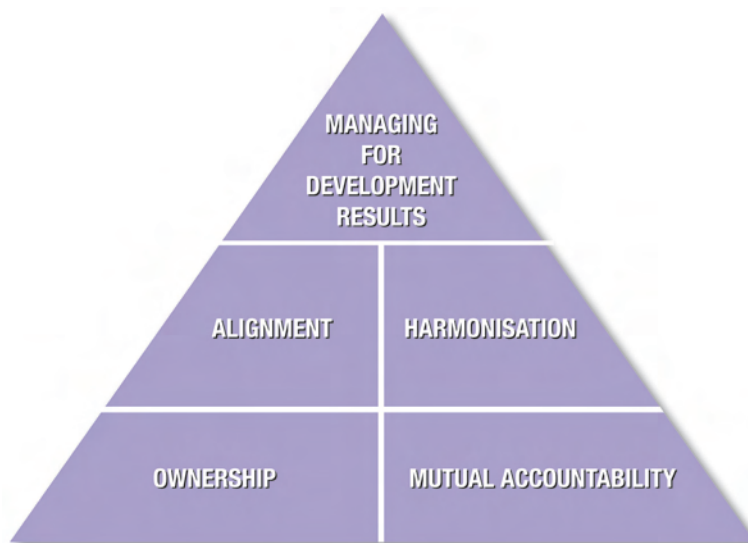 MANAGING
FOR
DEVELOPMENT
RESULTS
ALIGNMENT
HARMONISATION
OWNERSHIP
MUTUAL ACCOUNTABILITY